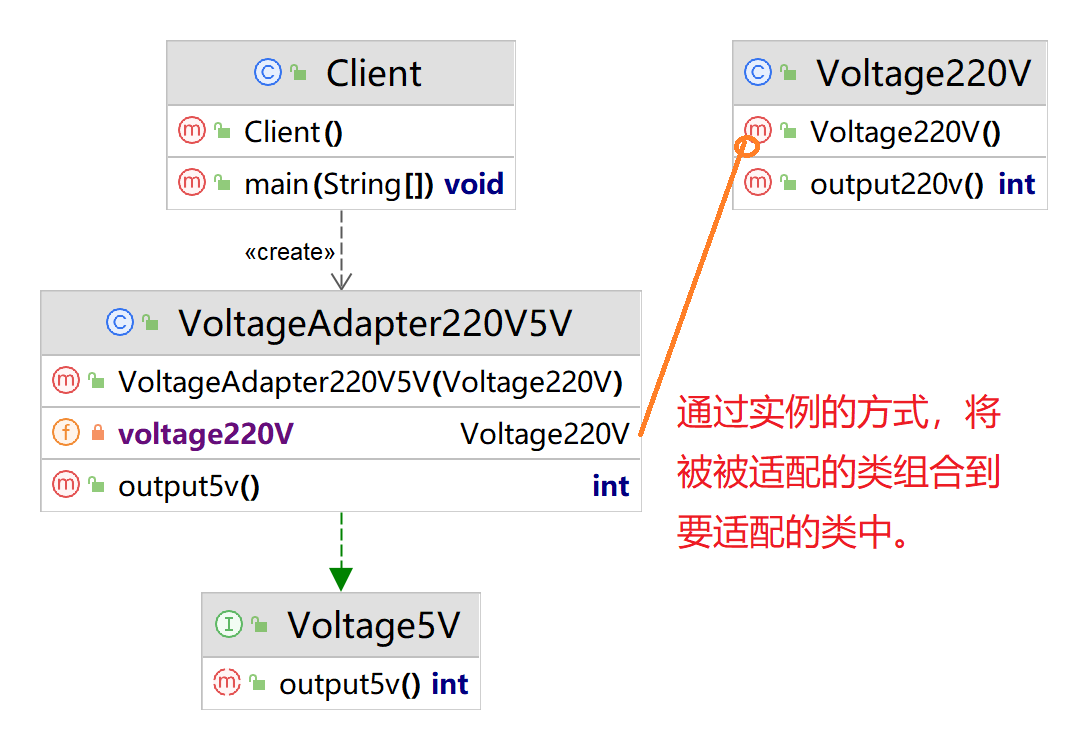 Client
Client()
main(String[]) void
«create»
VoltageAdapter220V5V
VoltageAdapter220V5V(Voltage220V)
voltage220V Voltage220V
output5v() int
Voltage5V
output5v() int
Voltage220V
Voltage220V()
output220v() int
通过实例的方式，将
被被适配的类组合到
要适配的类中。